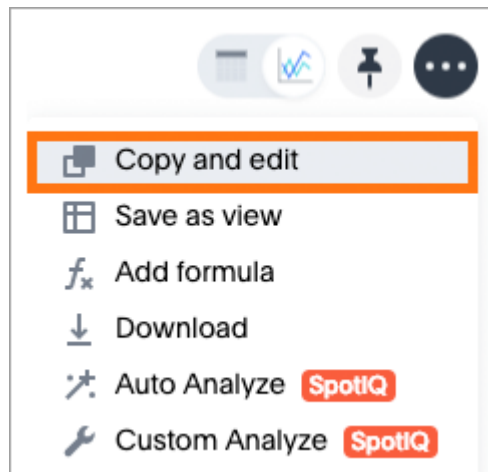 Copy and edit
Save as view
Add formula
Download
Auto Analyze SpotIQ
Custom Analyze SpotIQ